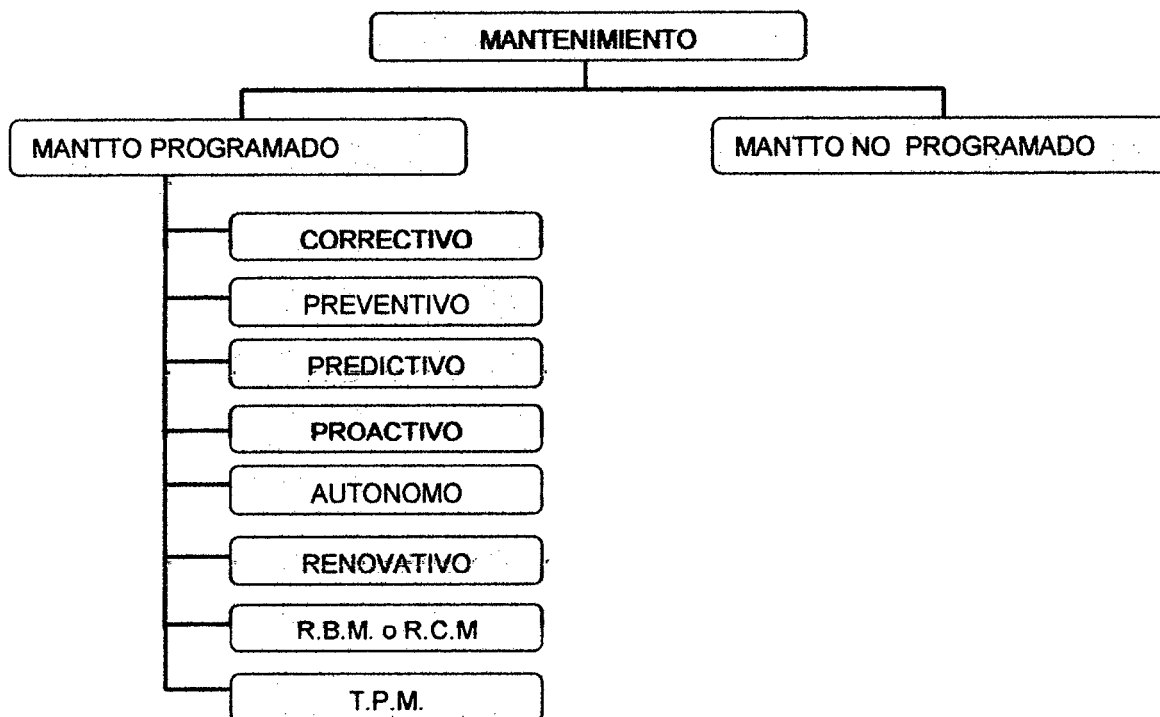 MANTENIMIENTO
MANTTO PROGRAMADO
MANTTO NO PROGRAMADO
CORRECTIVO
PREVENTIVO
PREDICTIVO
PROACTIVO
AUTONOMO
RENOVATIVO
R.B.M. o R.C.M
T.P.M.